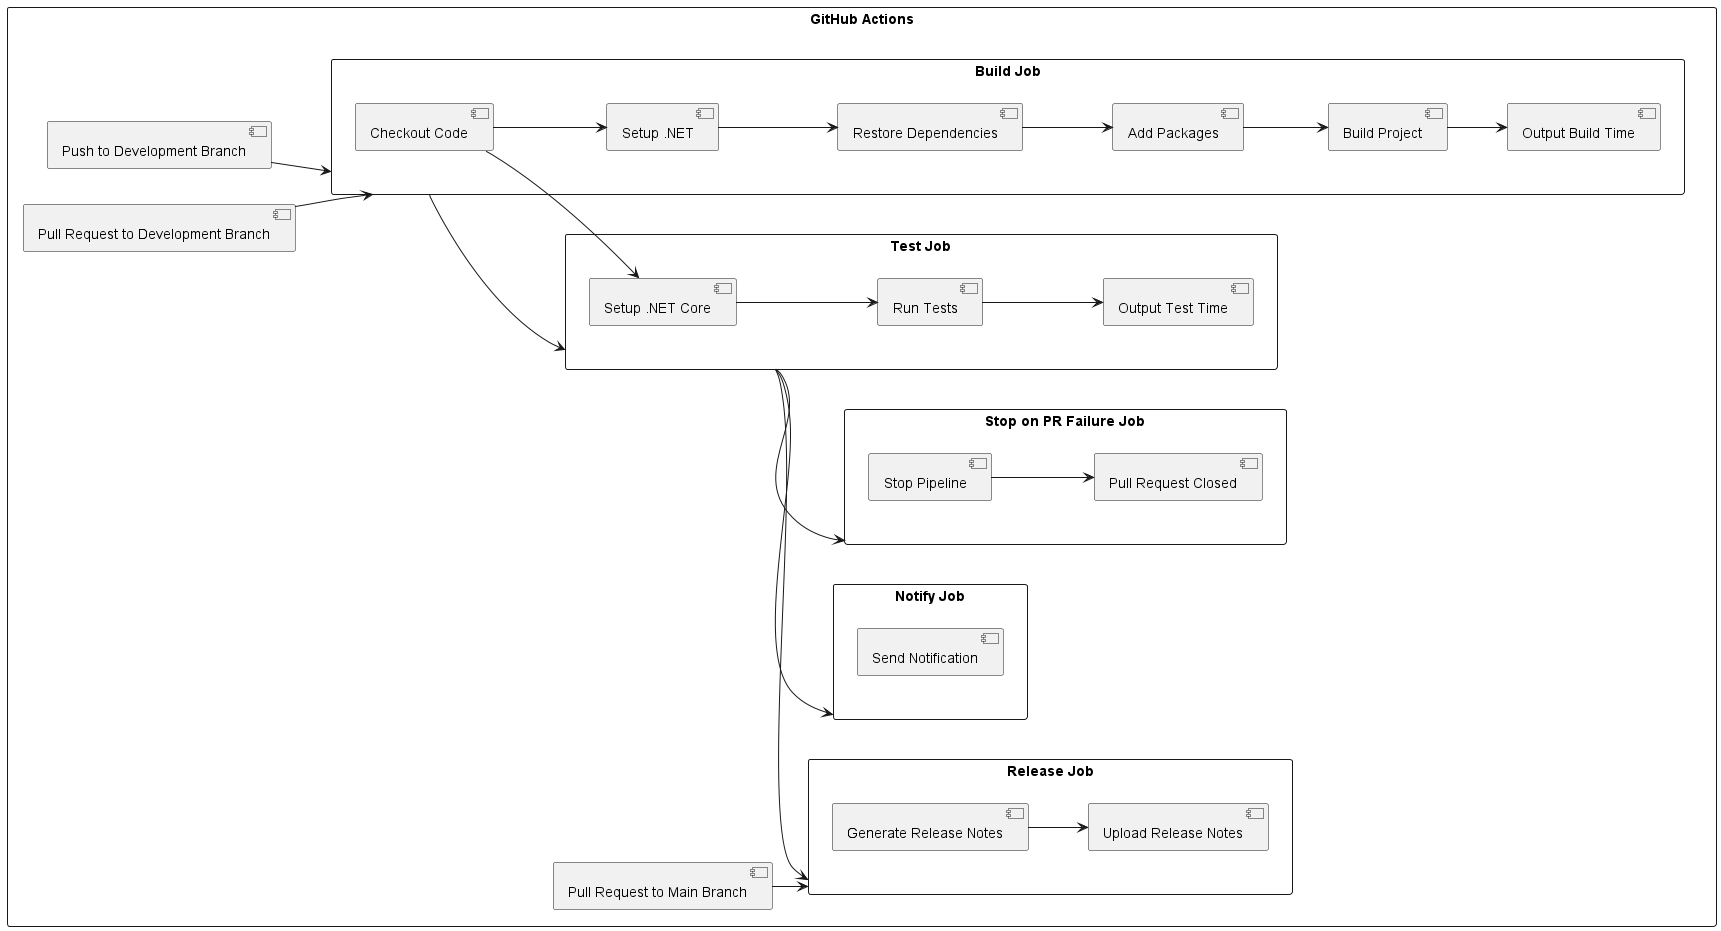 GitHub Actions
Build Job
Checkout Code
Setup .NET
Restore Dependencies
Add Packages
Build Project
Output Build Time
Push to Development Branch
Pull Request to Development Branch
Test Job
Setup .NET Core
Run Tests
Output Test Time
Stop on PR Failure Job
Stop Pipeline
Pull Request Closed
Notify Job
Send Notification
Release Job
Generate Release Notes
Upload Release Notes
Pull Request to Main Branch